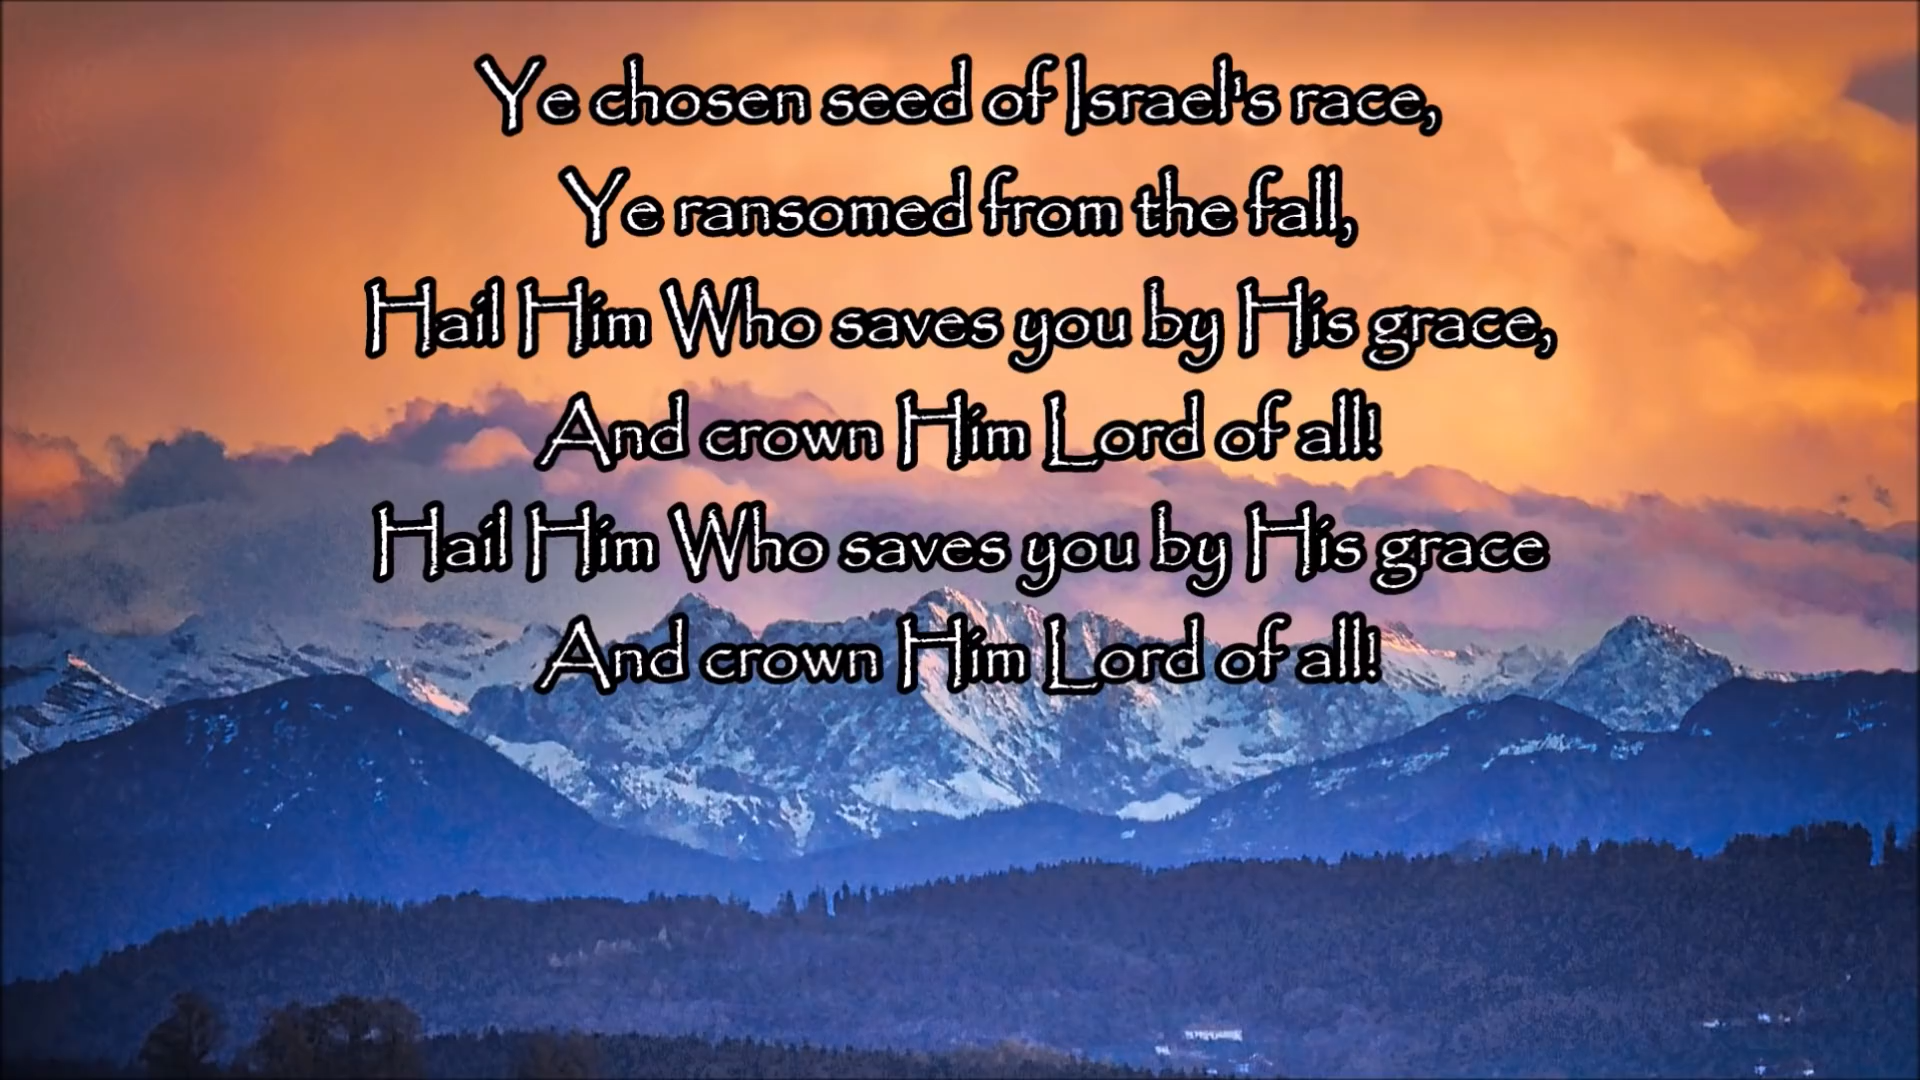 Ye chosen seed of Israel's race,
Ye ransomed from the fall,
Hail Him Who saves you by His grace,
And crown Him Lord of all!
Hail Him Who saves you by His grace
And crown Him Lord of all!